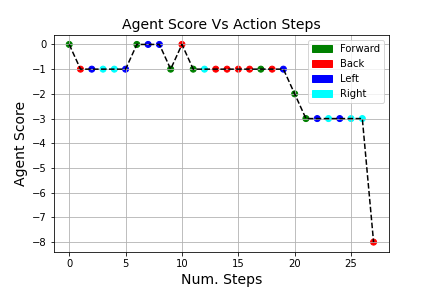 Agent Score Vs Action Steps
0
−1
−2
−3
−4
−5
−6
−7
−8
Agent Score
Forward
Back
Left
Right
0 5 10 15 20 25
Num. Steps